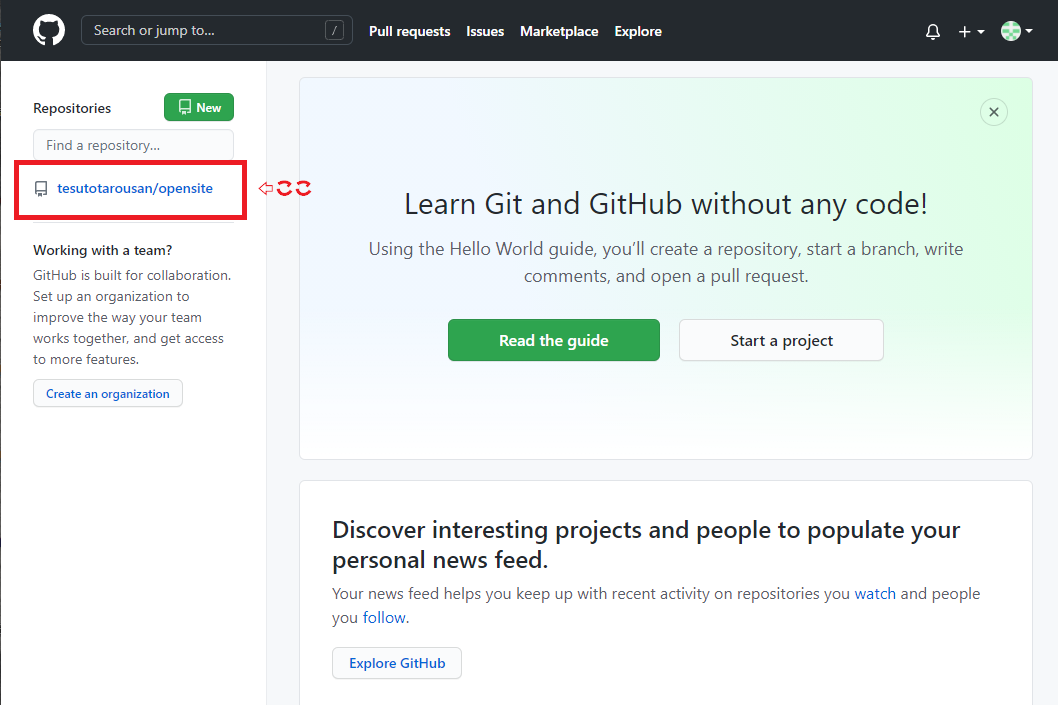 Search or jump to... /
Pull requests Issues Marketplace Explore
Repositories
New
Find a repository...
tesutotarousan/opensite
⇦ここ
Working with a team?
GitHub is built for collaboration.
Set up an organization to
improve the way your team
works together, and get access
to more features.
Create an organization
Learn Git and GitHub without any code!
Using the Hello World guide, you’ll create a repository, start a branch, write
comments, and open a pull request.
Read the guide
Start a project
Discover interesting projects and people to populate your
personal news feed.
Your news feed helps you keep up with recent activity on repositories you watch and people
you follow.
Explore GitHub